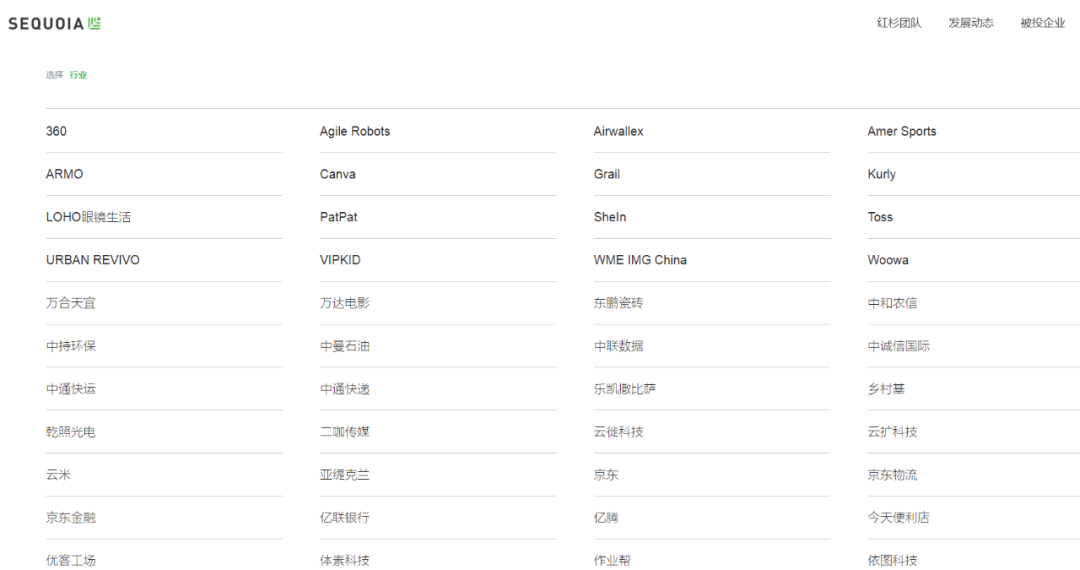 SEQUOIA 红杉团队 发展动态 被投企业
选择 行业
360 Agile Robots Airwallex Amer Sports
ARMO Canva Grail Kurly
LOHO眼镜生活 PatPat SheIn Toss
URBAN REVIVO VIPKID WME IMG China Woowa
万合天宜 万达电影 东鹏瓷砖 中和农信
中持环保 中曼石油 中联数据 中诚信国际
中通快运 中通快递 乐凯撒比萨 乡村基
乾照光电 二咖传媒 云徙科技 云扩科技
云米 亚缇克兰 京东 京东物流
京东金融 亿联银行 亿腾 今天便利店
优客工场 体素科技 作业帮 依图科技